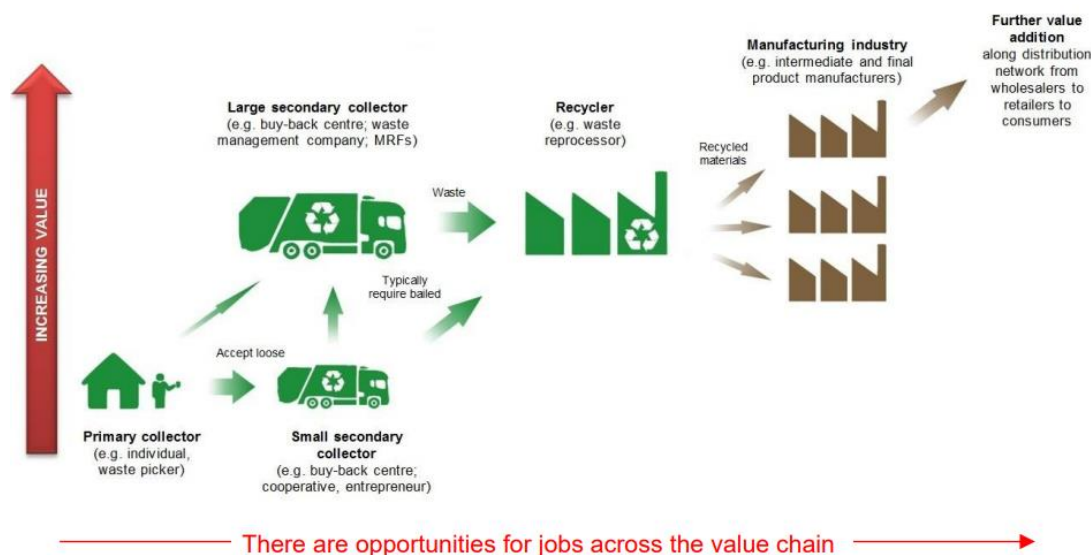 Further value
addition
along distribution
network from
wholesalers to
retailers to
consumers
Manufacturing industry
(e.g. intermediate and final
product manufacturers)
Large secondary collector
(e.g. buy-back centre; waste
management company; MRFs)
Recycler
(e.g. waste
reprocessor)
Recycled
materials
Waste
INCREASING VALUE
Typically
require bailed
Accept loose
Primary collector
(e.g. individual,
waste picker)
Small secondary
collector
(e.g. buy-back centre;
cooperative, entrepreneur)
There are opportunities for jobs across the value chain